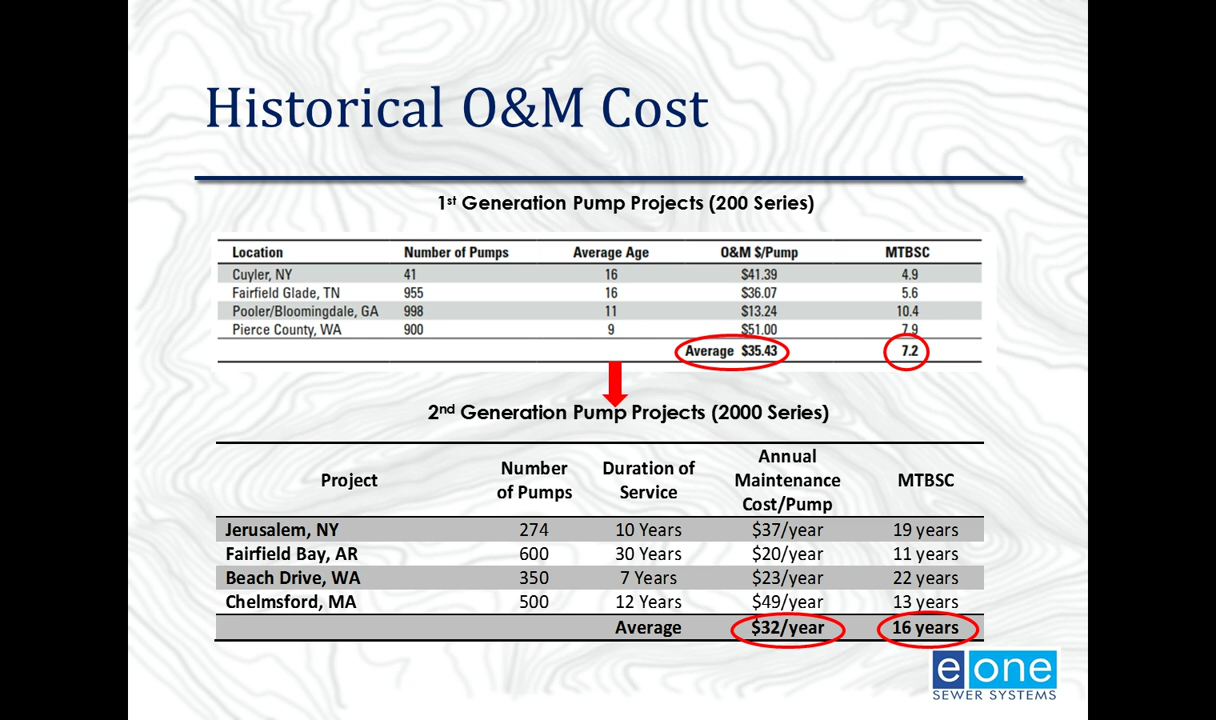 Historical O&M Cost
1st Generation Pump Projects (200 Series)
Location Number of Pumps Average Age O&M $/Pump MTBSC
Cuyler, NY 41 16 $41.39 4.9
Fairfield Glade, TN 955 16 $36.07 5.6
Pooler/Bloomingdale, GA 998 11 $13.24 10.4
Pierce County, WA 900 9 $51.00 7.9
Average $35.43 7.2
2nd Generation Pump Projects (2000 Series)
Project Number of Pumps Duration of Service Annual Maintenance Cost/Pump MTBSC
Jerusalem, NY 274 10 Years $37/year 19 years
Fairfield Bay, AR 600 30 Years $20/year 11 years
Beach Drive, WA 350 7 Years $23/year 22 years
Chelmsford, MA 500 12 Years $49/year 13 years
Average $32/year 16 years
e one
SEWER SYSTEMS